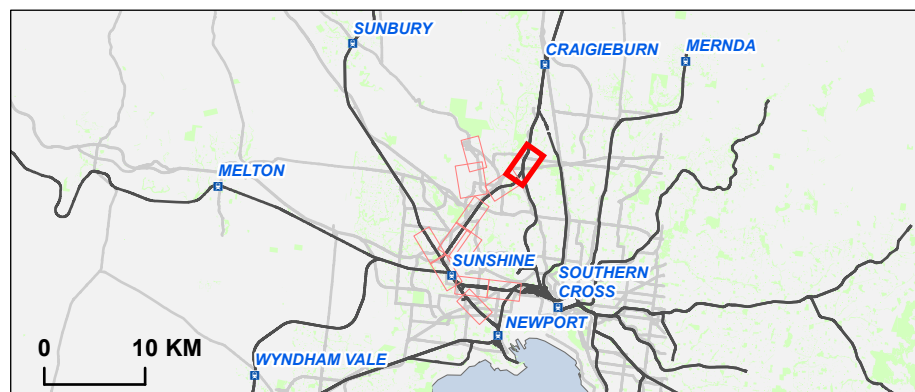 SUNBURY
CRAIGIEBURN
MERNDA
MELTON
SUNSHINE
SOUTHERN
CROSS
NEWPORT
0 10 KM
WYNDHAM VALE